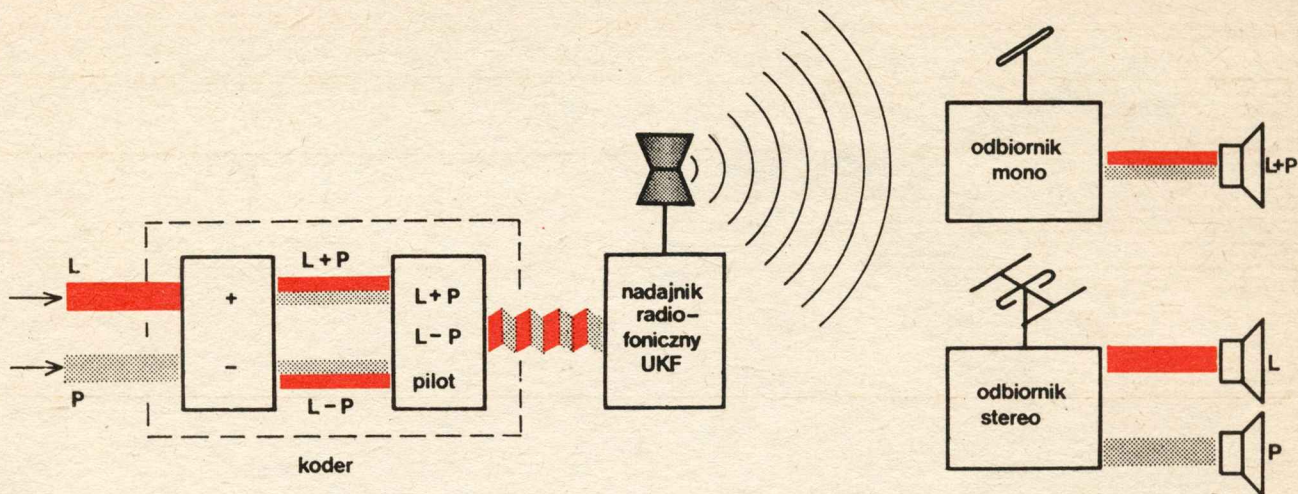 L
P
+
−
L+P
L−P
L+P
L−P
pilot
koder
nadajnik
radio-
foniczny
UKF
odbiornik
mono
L+P
odbiornik
stereo
L
P